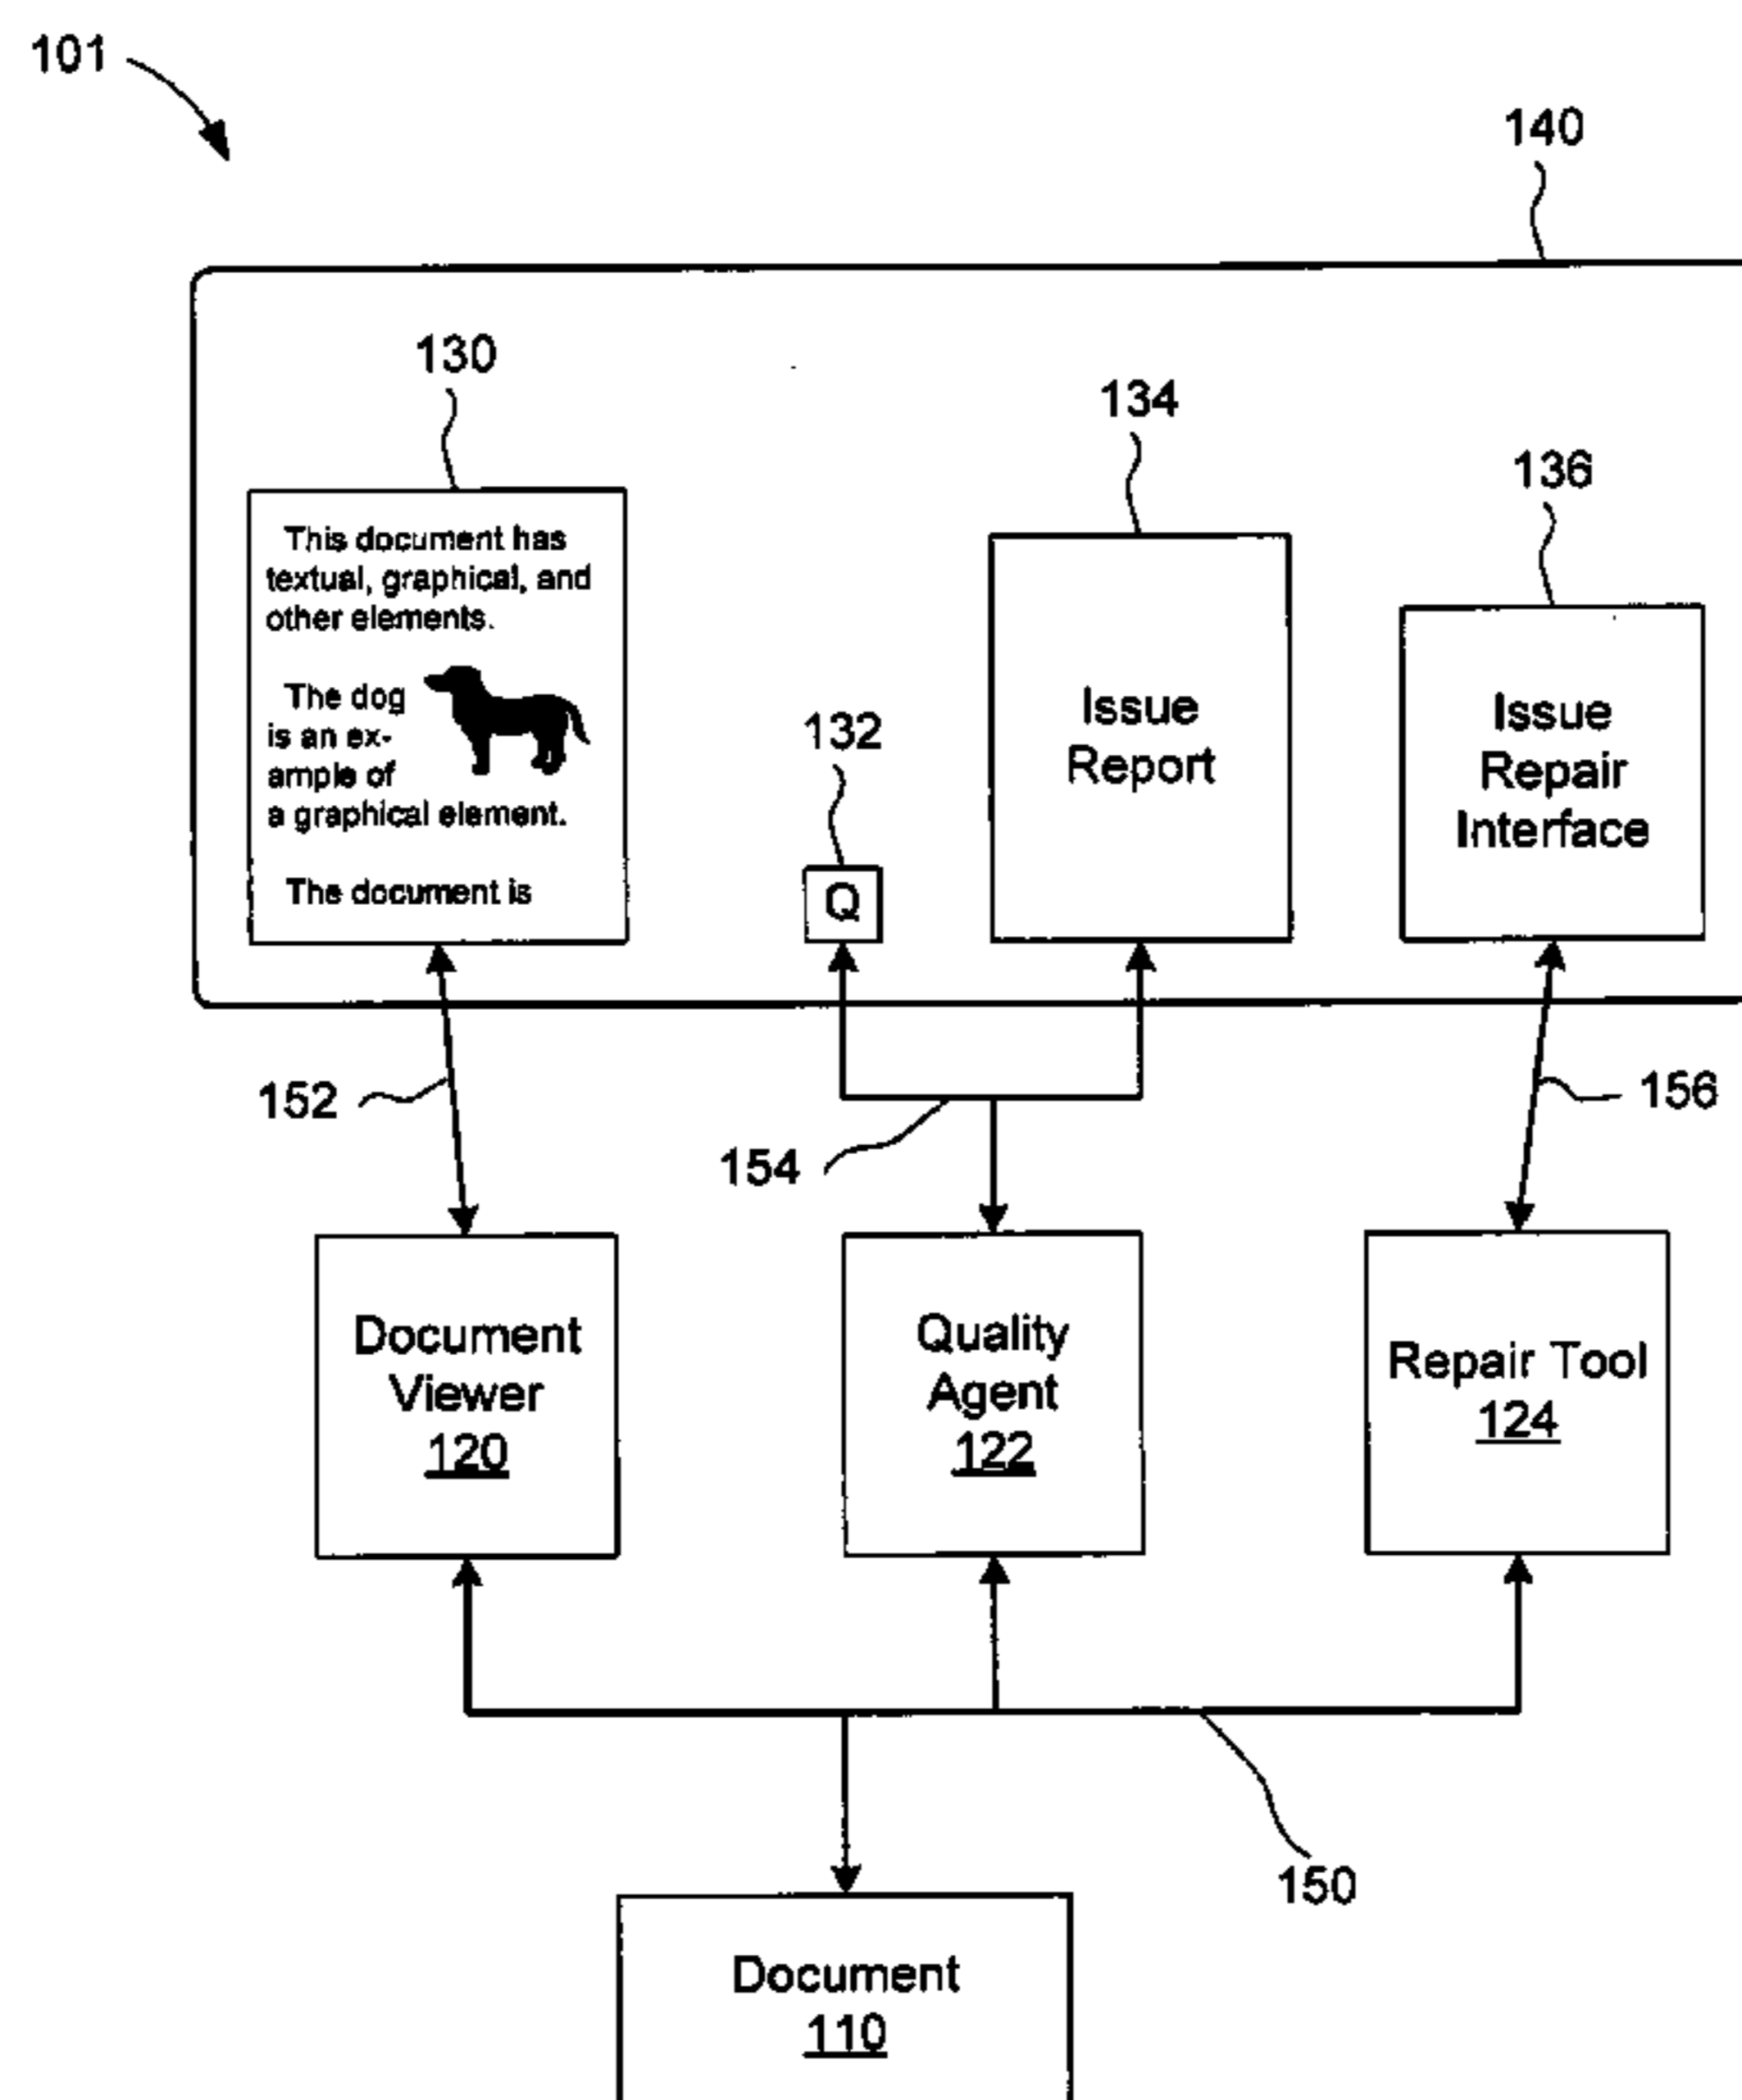 101
140
130
134
136
This document has
textual, graphical, and
other elements.
The dog
is an ex-
ample of
a graphical element.
The document is
132
Q
Issue
Report
Issue
Repair
Interface
152
154
156
Document
Viewer
120
Quality
Agent
122
Repair Tool
124
150
Document
110